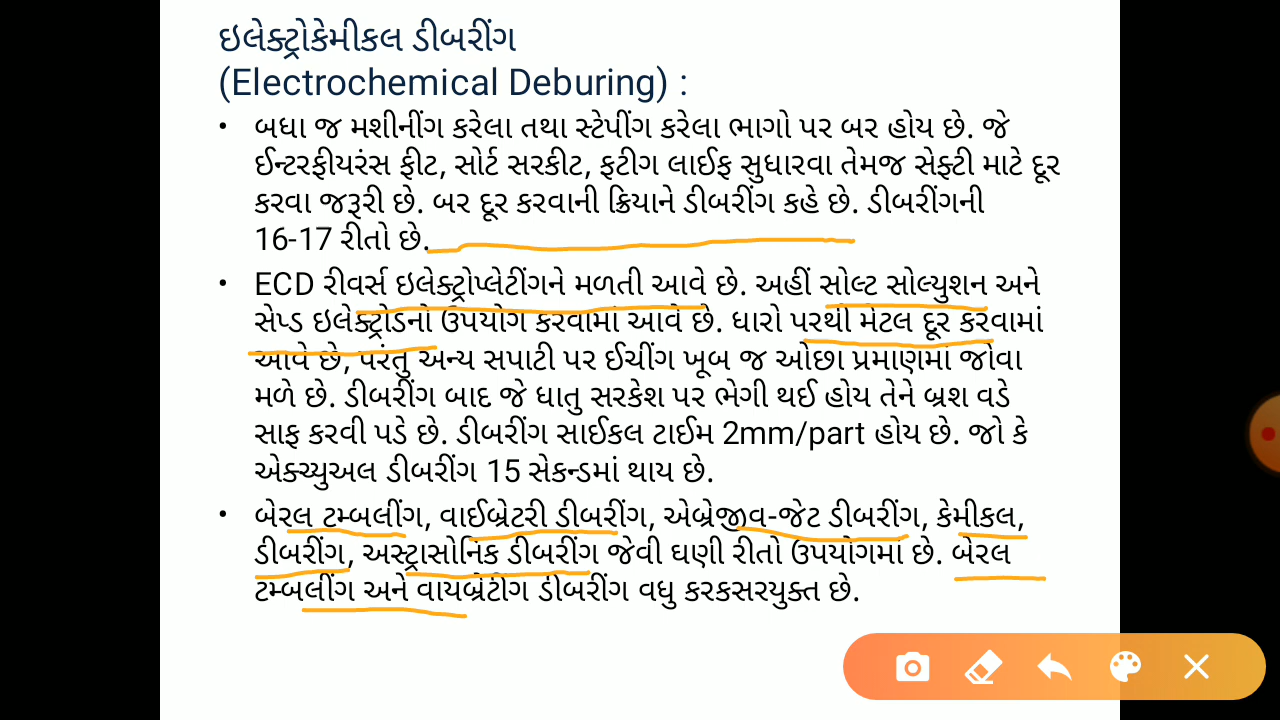 ઇલેક્ટ્રોકેમીકલ ડીબરીંગ
(Electrochemical Deburing) :
• બધા જ મશીનીંગ કરેલા તથા સ્ટેપીંગ કરેલા ભાગો પર બર હોય છે. જે
ઈન્ટરફીયરંસ ફીટ, સોર્ટ સરકીટ, ફટીગ લાઈફ સુધારવા તેમજ સેફ્ટી માટે દૂર
કરવા જરૂરી છે. બર દૂર કરવાની ક્રિયાને ડીબરીંગ કહે છે. ડીબરીંગની
16-17 રીતો છે.
• ECD રીવર્સ ઇલેક્ટ્રોપ્લેટીંગને મળતી આવે છે. અહીં સોલ્ટ સોલ્યુશન અને
સેપ્ડ ઇલેક્ટ્રોડનો ઉપયોગ કરવામાં આવે છે. ધારો પરથી મેટલ દૂર કરવામાં
આવે છે, પરંતુ અન્ય સપાટી પર ઈચીંગ ખૂબ જ ઓછા પ્રમાણમાં જોવા
મળે છે. ડીબરીંગ બાદ જે ધાતુ સરકેશ પર ભેગી થઈ હોય તેને બ્રશ વડે
સાફ કરવી પડે છે. ડીબરીંગ સાઈકલ ટાઈમ 2mm/part હોય છે. જો કે
એક્ચ્યુઅલ ડીબરીંગ 15 સેકન્ડમાં થાય છે.
• બેરલ ટમ્બલીંગ, વાઈબ્રેટરી ડીબરીંગ, એબ્રેજીવ-જેટ ડીબરીંગ, કેમીકલ,
ડીબરીંગ, અસ્ટ્રાસોનિક ડીબરીંગ જેવી ઘણી રીતો ઉપયોગમાં છે. બેરલ
ટમ્બલીંગ અને વાયબ્રેટીંગ ડીબરીંગ વધુ કરકસરયુક્ત છે.